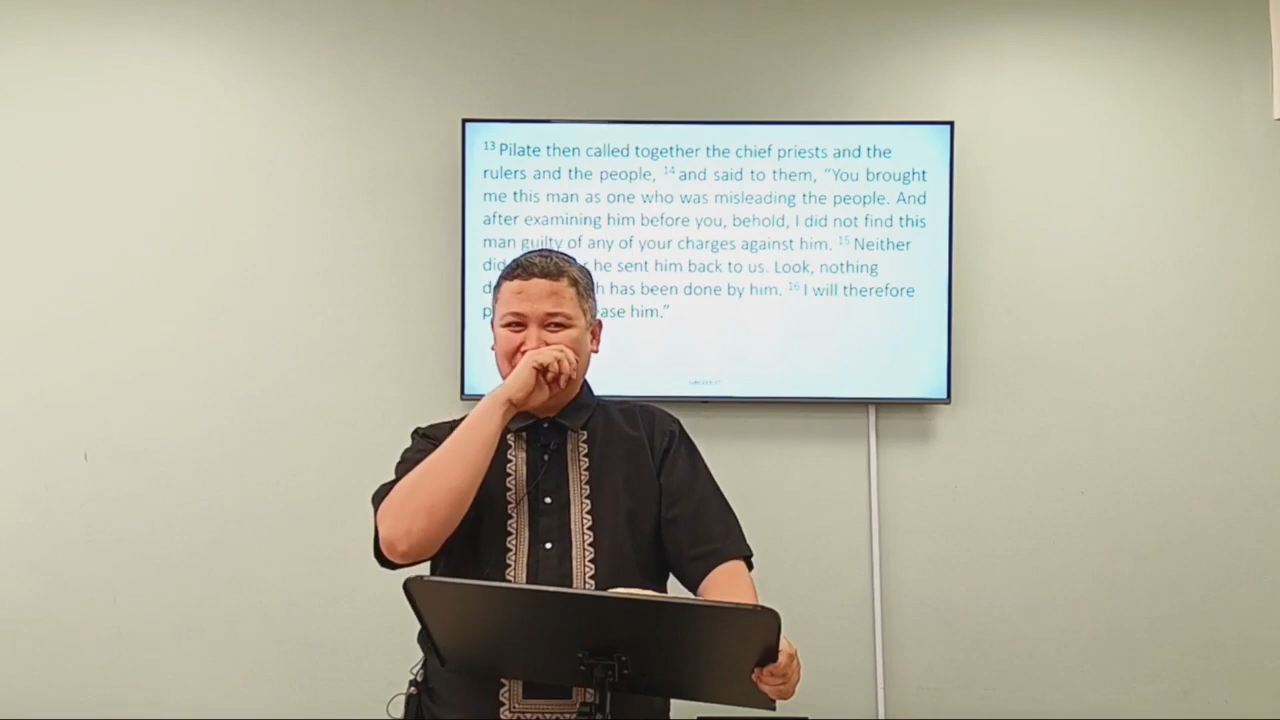 13 Pilate then called together the chief priests and the
rulers and the people, 14 and said to them, “You brought
me this man as one who was misleading the people. And
after examining him before you, behold, I did not find this
man guilty of any of your charges against him. 15 Neither
did he sent him back to us. Look, nothing
has been done by him. 16 I will therefore
him.”